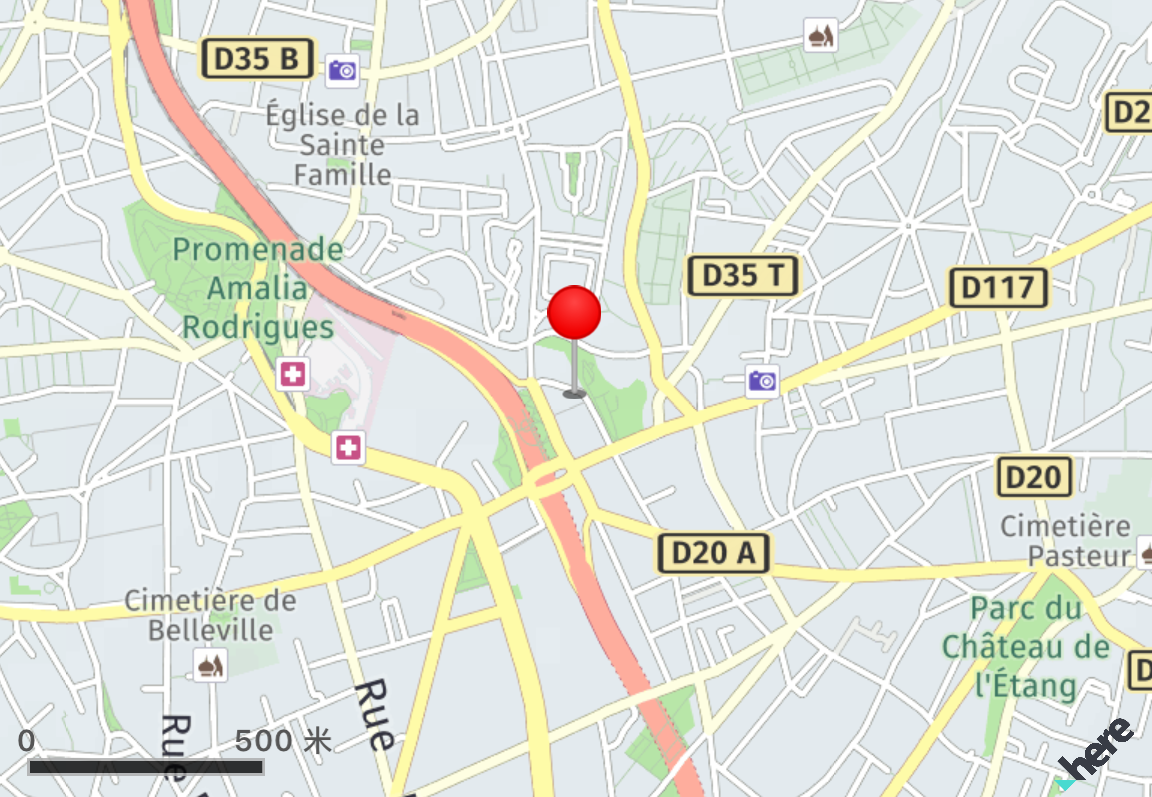 D35 B
Église de la
Sainte
Famille
D2
Promenade
Amalia
Rodrigues
D35 T
D117
D20
D20 A
Cimetière
Pasteur
Cimetière de
Belleville
Parc du
Château de
l'Étang
D
Rue
Rue
0 500 米
here